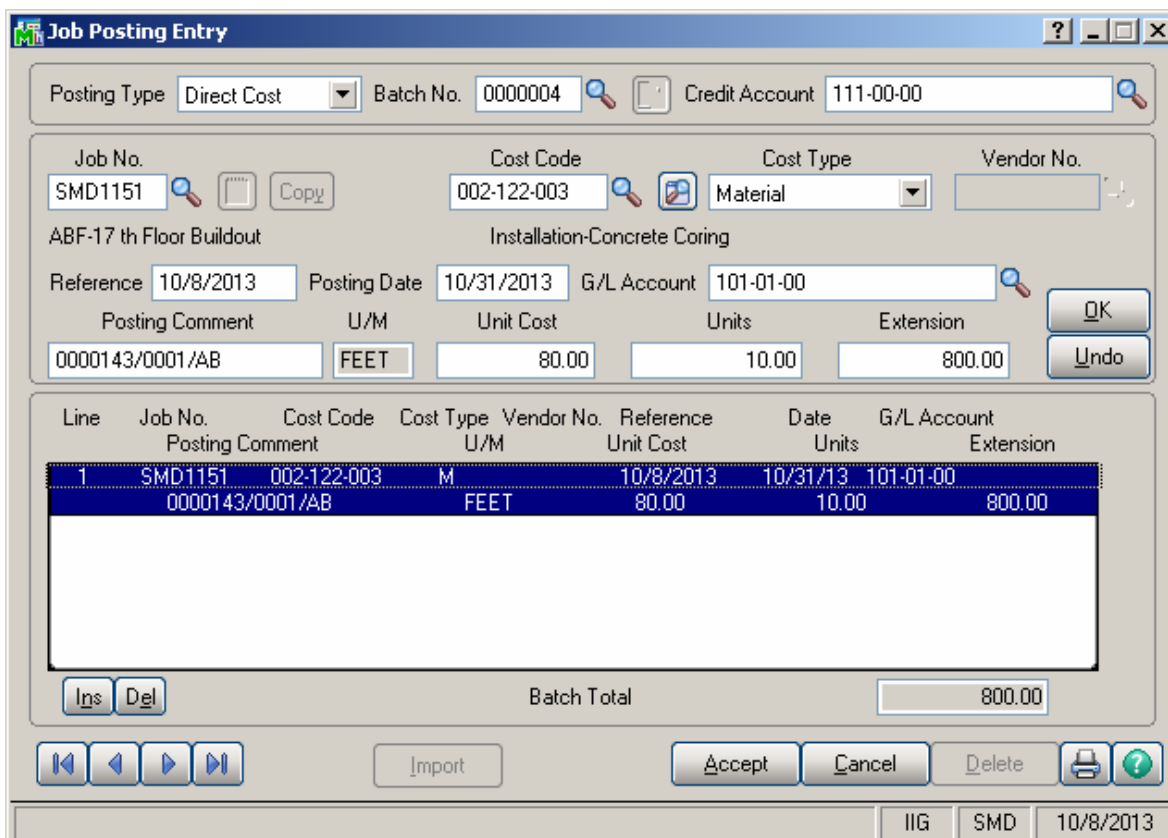 Job Posting Entry
Posting Type Direct Cost Batch No. 0000004 Credit Account 111-00-00
Job No. Cost Code Cost Type Vendor No.
SMD1151 Copy 002-122-003 Material
ABF-17 th Floor Buildout Installation-Concrete Coring
Reference 10/8/2013 Posting Date 10/31/2013 G/L Account 101-01-00
OK
Posting Comment U/M Unit Cost Units Extension
0000143/0001/AB FEET 80.00 10.00 800.00 Undo
Line Job No. Cost Code Cost Type Vendor No. Reference Date G/L Account
Posting Comment U/M Unit Cost Units Extension
1 SMD1151 002-122-003 M 10/8/2013 10/31/13 101-01-00
0000143/0001/AB FEET 80.00 10.00 800.00
Ins Del Batch Total 800.00
Import Accept Cancel Delete ?
IIG SMD 10/8/2013